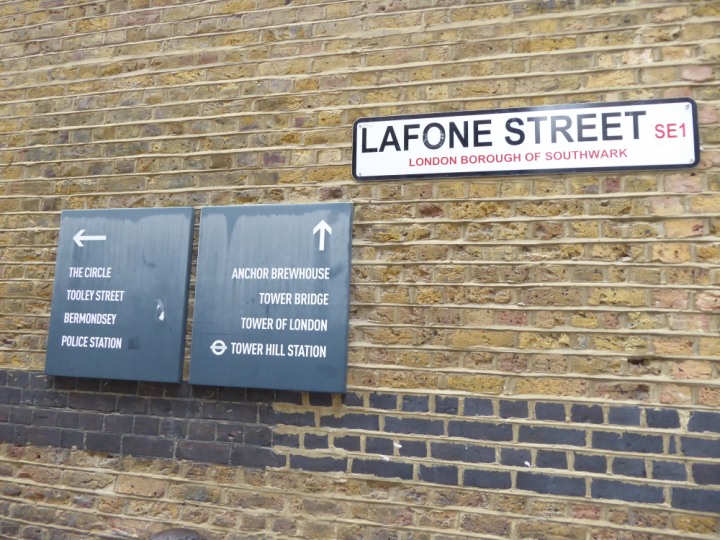 LAFONE STREET SE1
LONDON BOROUGH OF SOUTHWARK
THE CIRCLE
TOOLEY STREET
BERMONDSEY
POLICE STATION
ANCHOR BREWHOUSE
TOWER BRIDGE
TOWER OF LONDON
TOWER HILL STATION